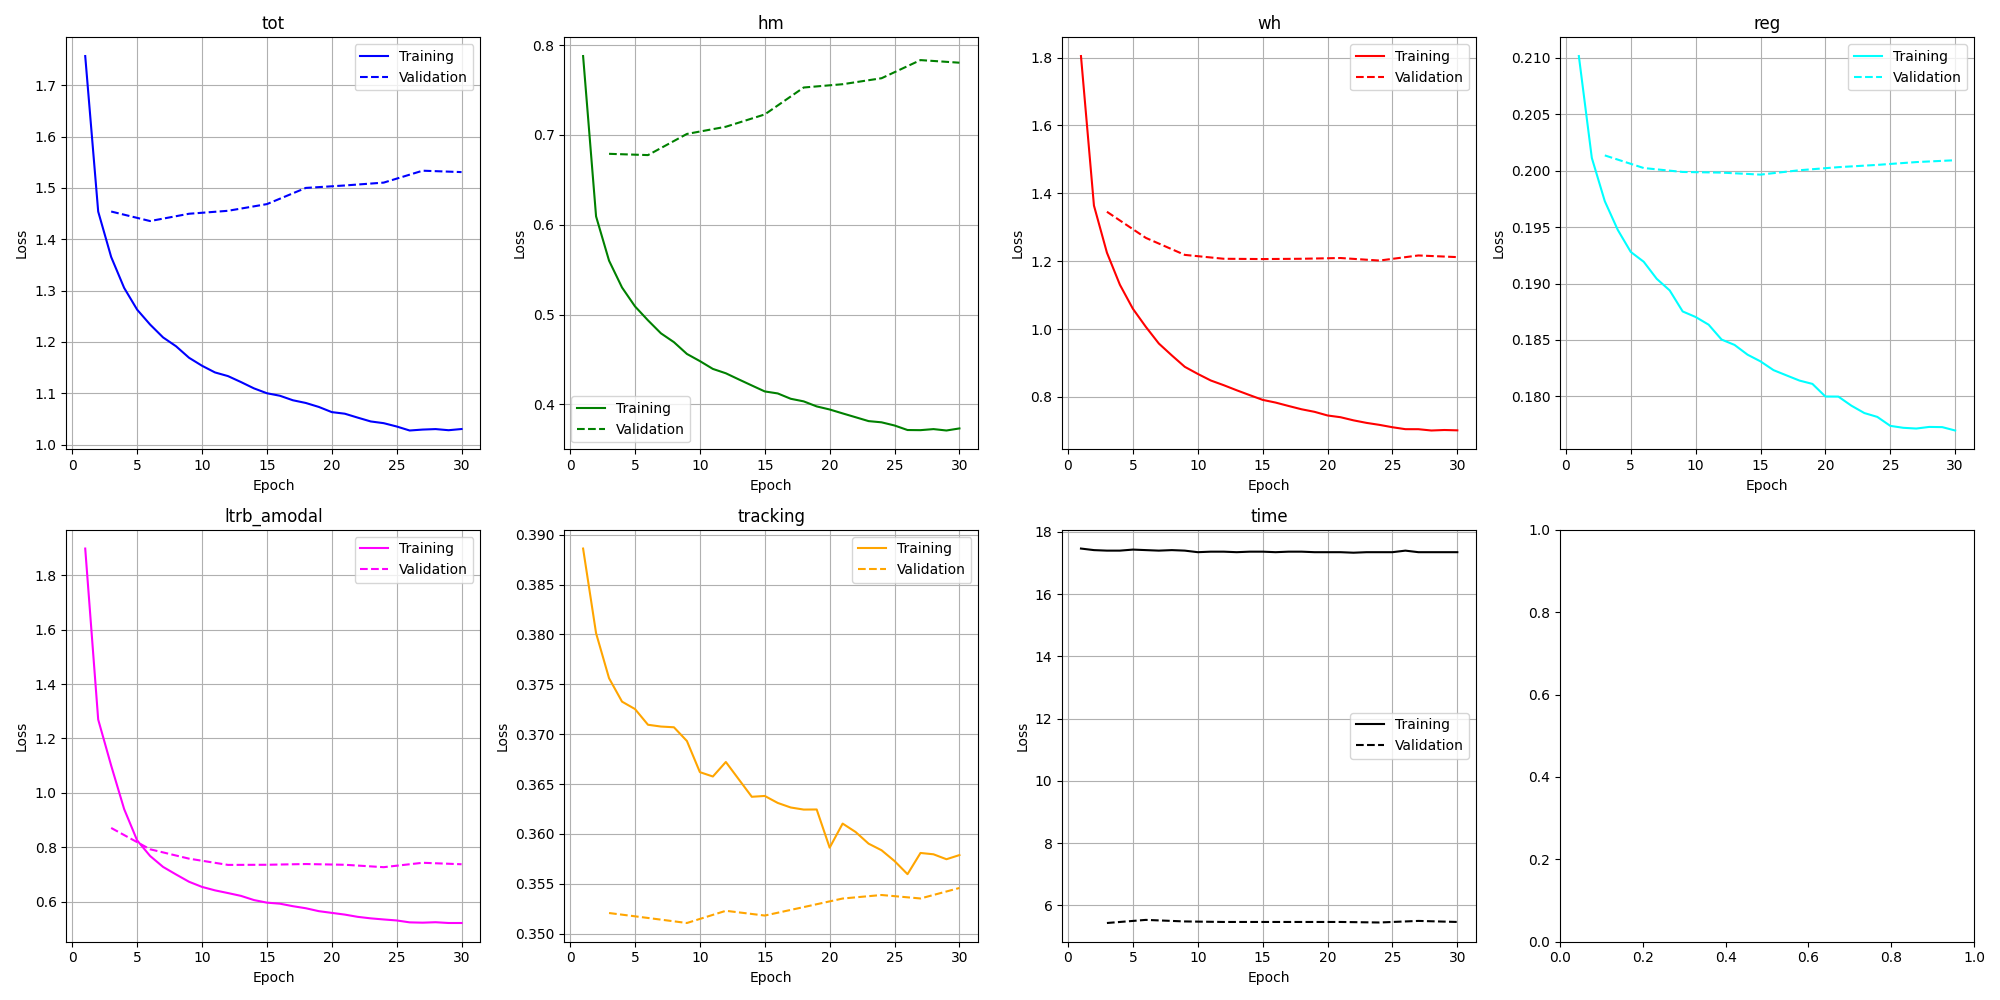 tot
Training
Validation
Loss
1.7
1.6
1.5
1.4
1.3
1.2
1.1
1.0
0 5 10 15 20 25 30
Epoch
hm
Training
Validation
Loss
0.8
0.7
0.6
0.5
0.4
0 5 10 15 20 25 30
Epoch
wh
Training
Validation
Loss
1.8
1.6
1.4
1.2
1.0
0.8
0 5 10 15 20 25 30
Epoch
reg
Training
Validation
Loss
0.210
0.205
0.200
0.195
0.190
0.185
0.180
0 5 10 15 20 25 30
Epoch
ltrb_amodal
Training
Validation
Loss
1.8
1.6
1.4
1.2
1.0
0.8
0.6
0 5 10 15 20 25 30
Epoch
tracking
Training
Validation
Loss
0.390
0.385
0.380
0.375
0.370
0.365
0.360
0.355
0.350
0 5 10 15 20 25 30
Epoch
time
Training
Validation
Loss
18
16
14
12
10
8
6
0 5 10 15 20 25 30
Epoch
1.0
0.8
0.6
0.4
0.2
0.0
0.0 0.2 0.4 0.6 0.8 1.0